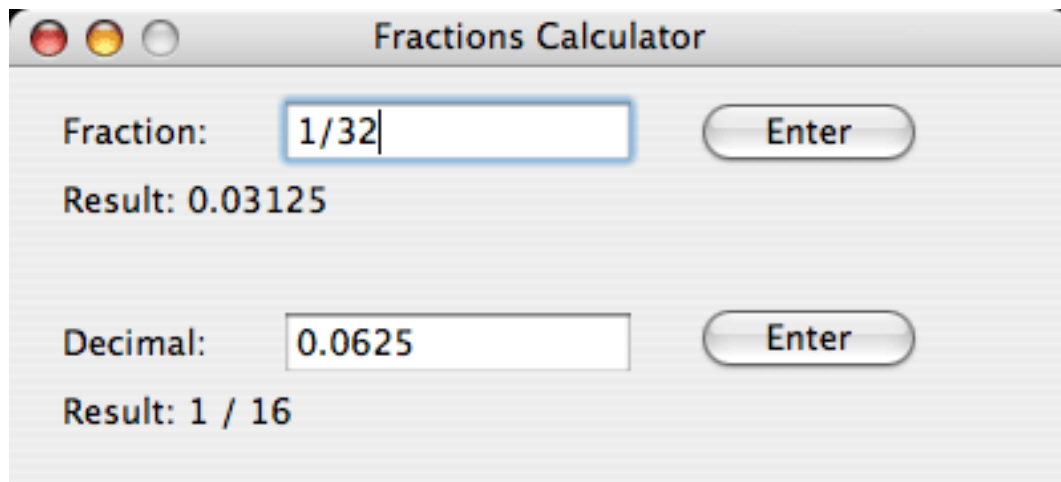 Fractions Calculator
Fraction: 1/32 Enter
Result: 0.03125
Decimal: 0.0625 Enter
Result: 1 / 16